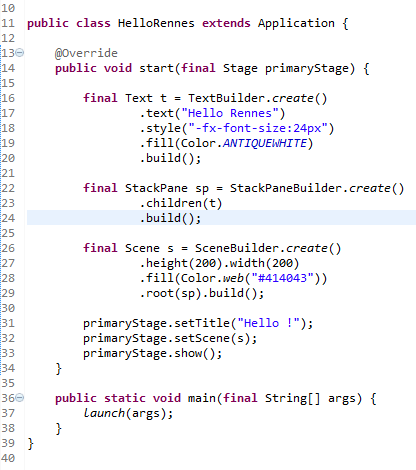 10
11 public class HelloRennes extends Application {
12
13 @Override
14 public void start(final Stage primaryStage) {
15
16 final Text t = TextBuilder.create()
17 .text("Hello Rennes")
18 .style("-fx-font-size:24px")
19 .fill(Color.ANTIQUEWHITE)
20 .build();
21
22 final StackPane sp = StackPaneBuilder.create()
23 .children(t)
24 .build();
25
26 final Scene s = SceneBuilder.create()
27 .height(200).width(200)
28 .fill(Color.web("#414043"))
29 .root(sp).build();
30
31 primaryStage.setTitle("Hello !");
32 primaryStage.setScene(s);
33 primaryStage.show();
34 }
35
36 public static void main(final String[] args) {
37 launch(args);
38 }
39 }
40